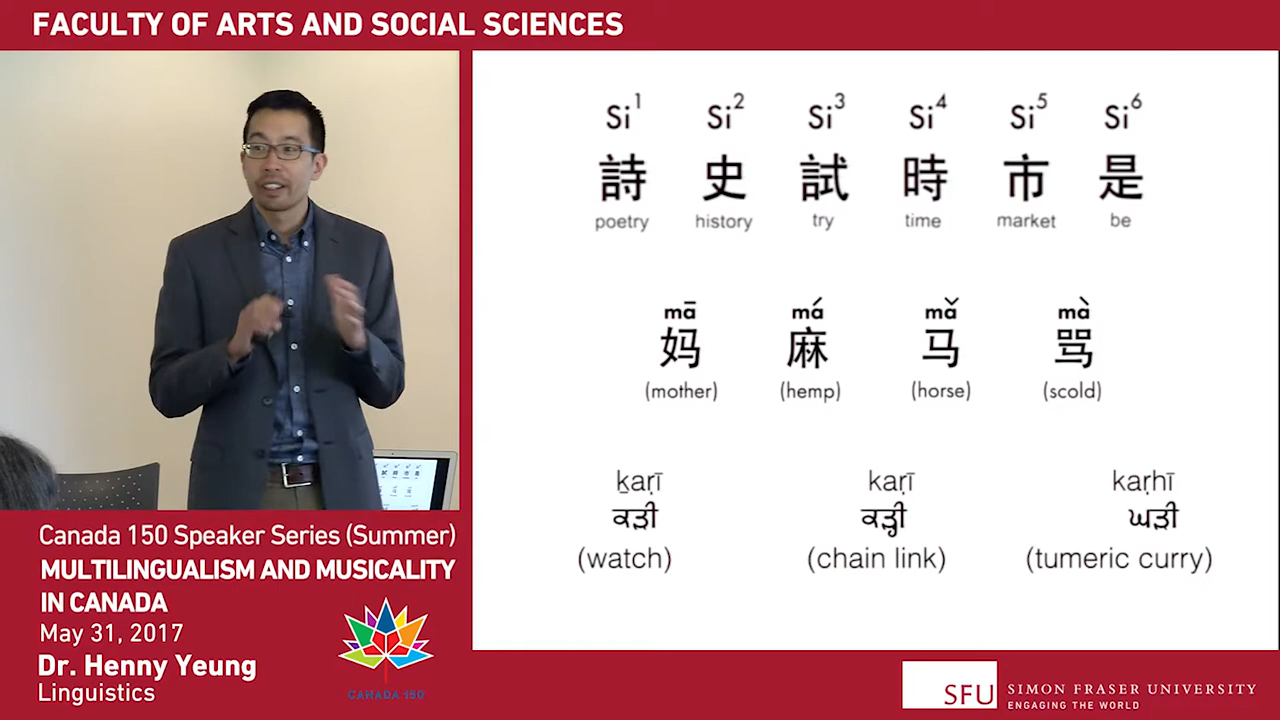 FACULTY OF ARTS AND SOCIAL SCIENCES
Si¹ Si² Si³ Si⁴ Si⁵ Si⁶
詩 史 試 時 市 是
poetry history try time market be
mā má mǎ mà
妈 麻 马 骂
(mother) (hemp) (horse) (scold)
ḵaṛī kaṛī kaṛhī
ਕੜੀ ਕੜ੍ਹੀ ਘੜੀ
(watch) (chain link) (tumeric curry)
Canada 150 Speaker Series (Summer)
MULTILINGUALISM AND MUSICALITY
IN CANADA
May 31, 2017
Dr. Henny Yeung
Linguistics
CANADA 150
SFU SIMON FRASER UNIVERSITY
ENGAGING THE WORLD